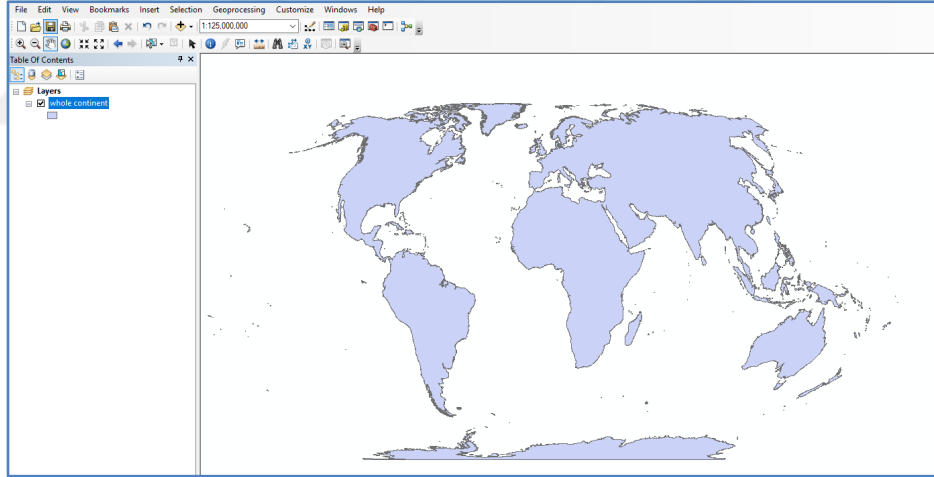 File Edit View Bookmarks Insert Selection Geoprocessing Customize Windows Help
1:125,000,000
Table Of Contents
Layers
whole continent